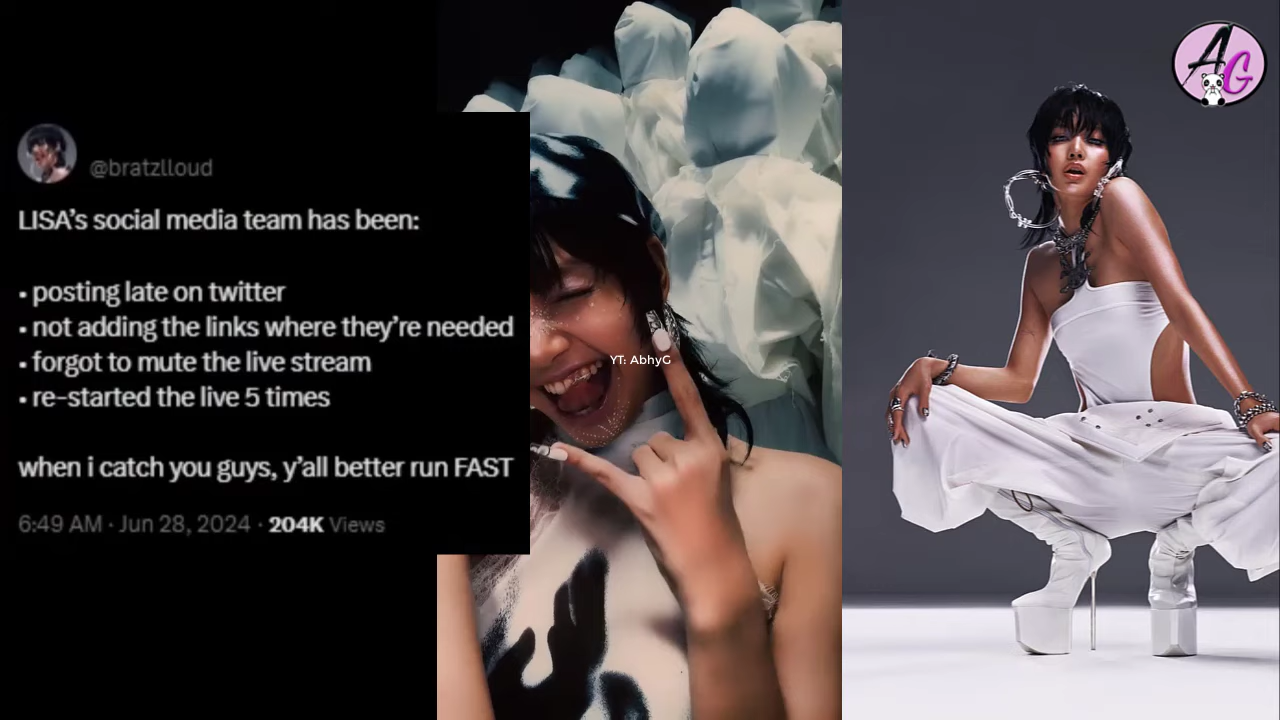 @bratzlloud
LISA’s social media team has been:
• posting late on twitter
• not adding the links where they’re needed
• forgot to mute the live stream
• re-started the live 5 times
when i catch you guys, y’all better run FAST
6:49 AM · Jun 28, 2024 · 204K Views
YT: AbhyG
AG